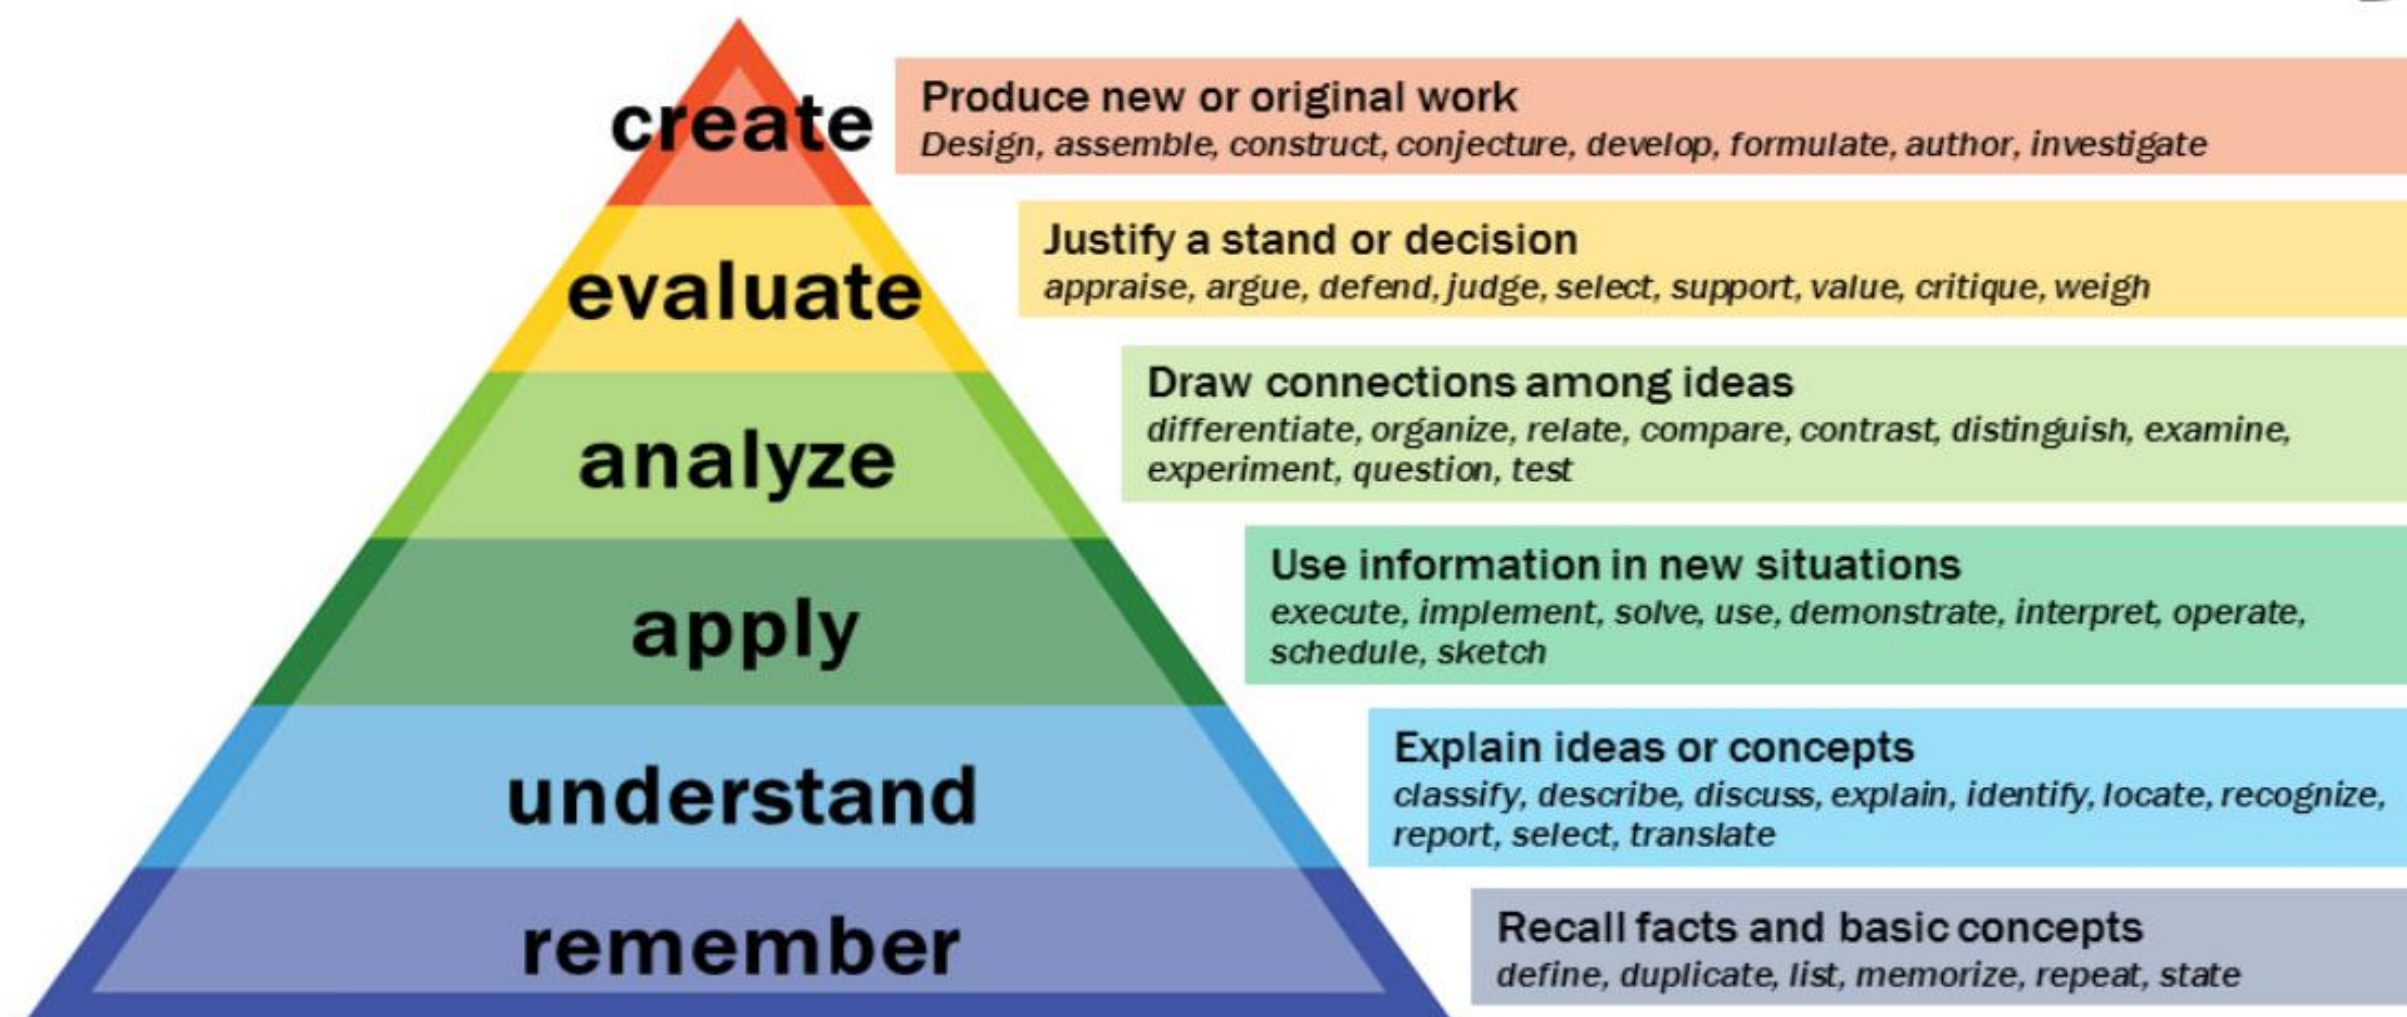 create
Produce new or original work
Design, assemble, construct, conjecture, develop, formulate, author, investigate
evaluate
Justify a stand or decision
appraise, argue, defend, judge, select, support, value, critique, weigh
analyze
Draw connections among ideas
differentiate, organize, relate, compare, contrast, distinguish, examine,
experiment, question, test
apply
Use information in new situations
execute, implement, solve, use, demonstrate, interpret, operate,
schedule, sketch
understand
Explain ideas or concepts
classify, describe, discuss, explain, identify, locate, recognize,
report, select, translate
remember
Recall facts and basic concepts
define, duplicate, list, memorize, repeat, state